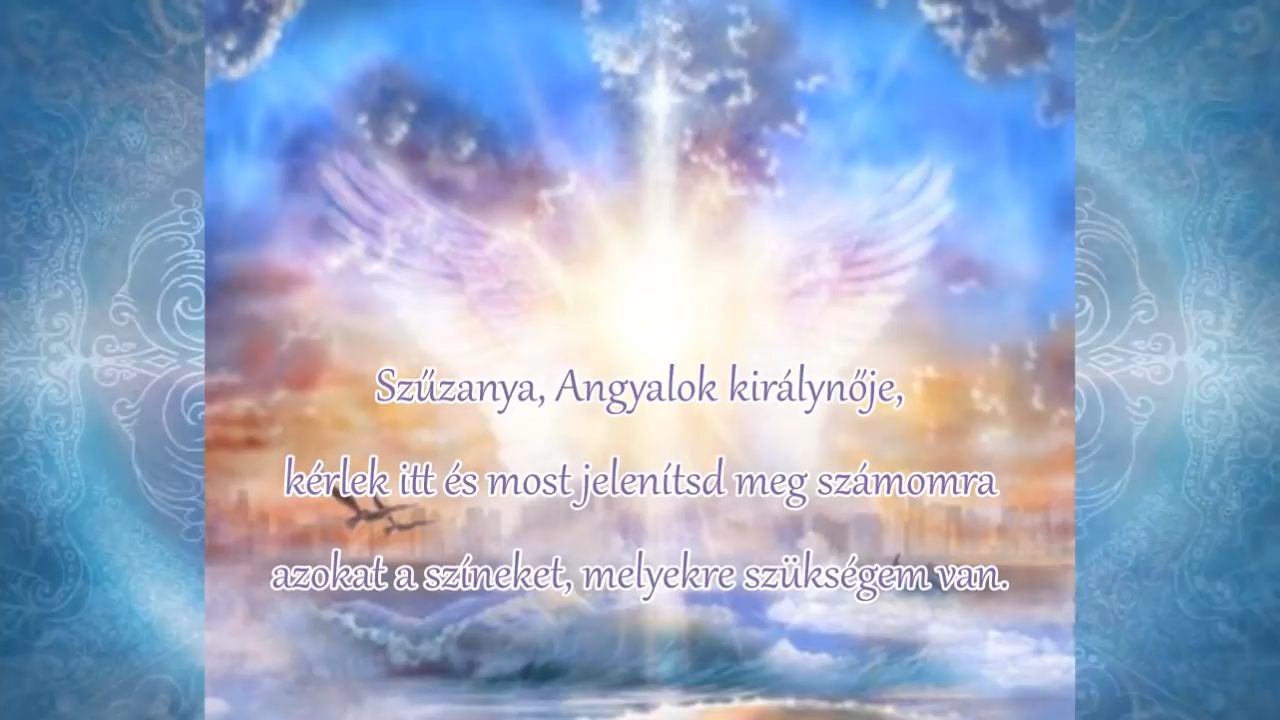 Szűzanya, Angyalok királynője,
kérlek itt és most jelenítsd meg számomra
azokat a színeket, melyekre szükségem van.